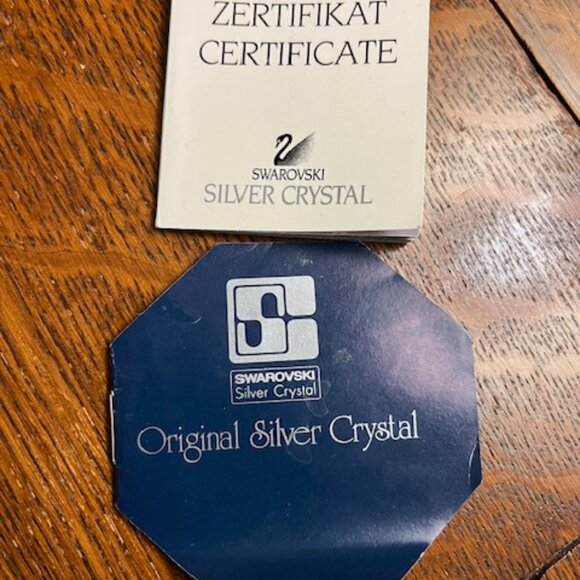 ZERTIFIKAT
CERTIFICATE
SWAROVSKI
SILVER CRYSTAL
SWAROVSKI
Silver Crystal
Original Silver Crystal